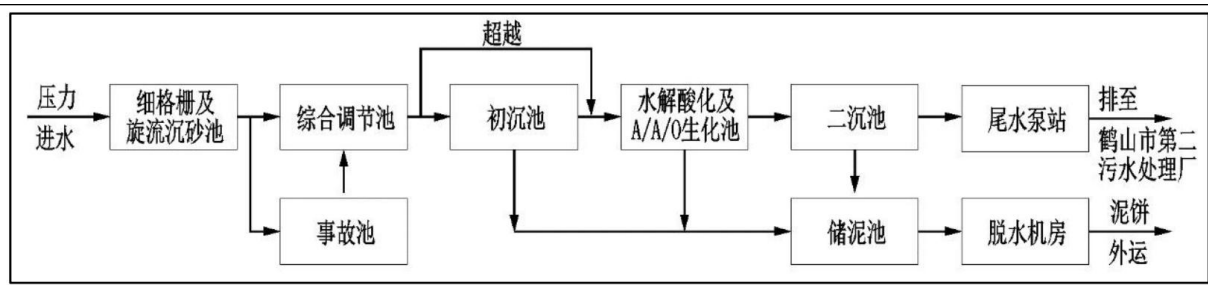 超越
压力
进水
细格栅及
旋流沉砂池
综合调节池
初沉池
水解酸化及
A/A/O生化池
二沉池
尾水泵站
排至
鹤山市第二
污水处理厂
事故池
储泥池
脱水机房
泥饼
外运